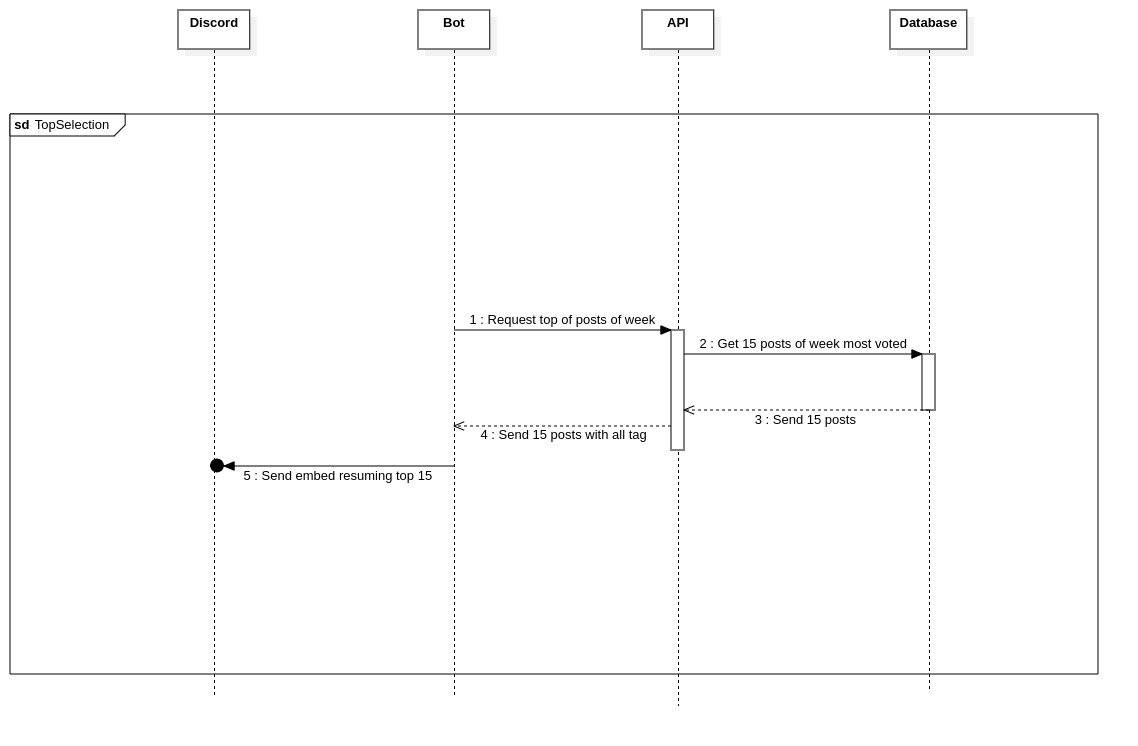 Discord
Bot
API
Database
sd TopSelection
1 : Request top of posts of week
2 : Get 15 posts of week most voted
3 : Send 15 posts
4 : Send 15 posts with all tag
5 : Send embed resuming top 15